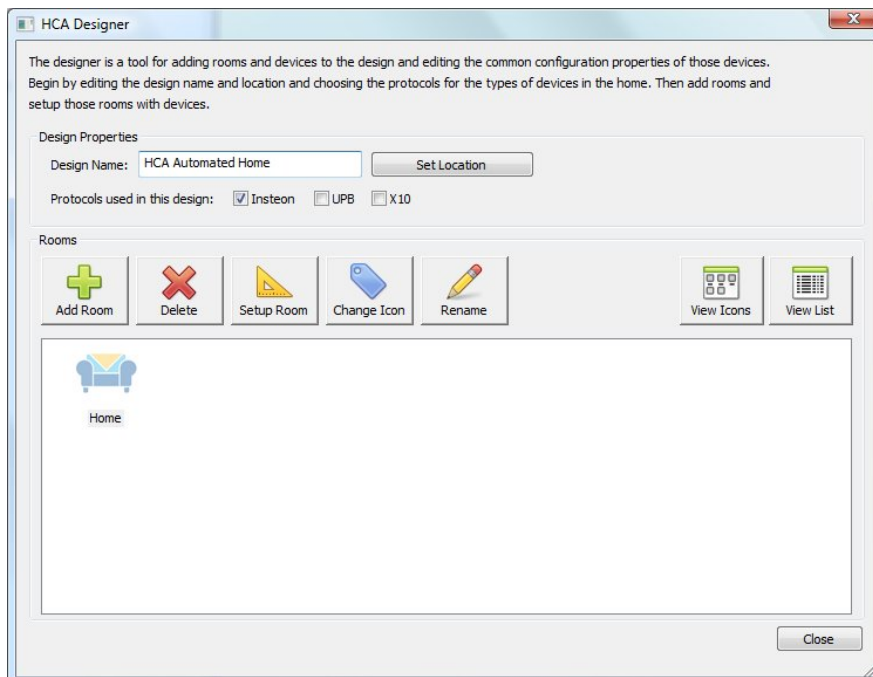 HCA Designer
The designer is a tool for adding rooms and devices to the design and editing the common configuration properties of those devices.
Begin by editing the design name and location and choosing the protocols for the types of devices in the home. Then add rooms and
setup those rooms with devices.
Design Properties
Design Name: HCA Automated Home Set Location
Protocols used in this design: Insteon UPB X10
Rooms
Add Room Delete Setup Room Change Icon Rename View Icons View List
Home
Close